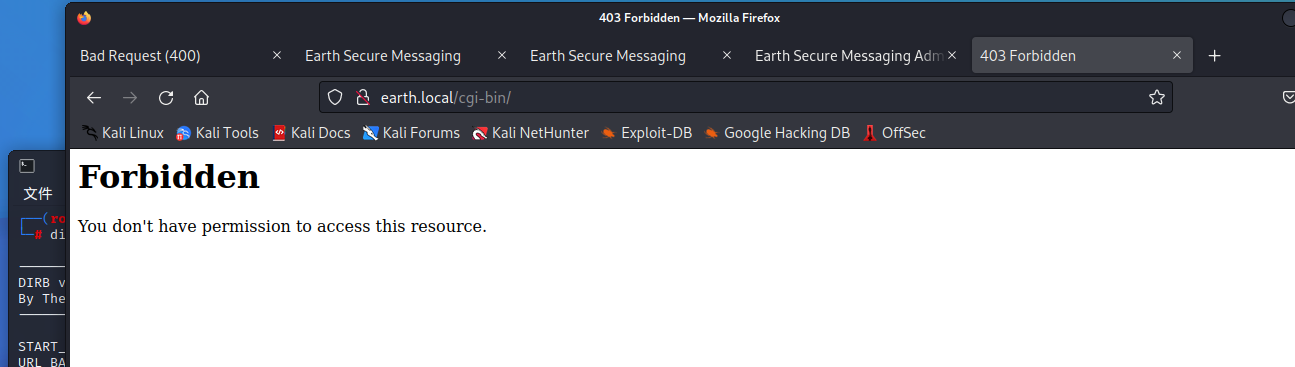 403 Forbidden — Mozilla Firefox
Bad Request (400) Earth Secure Messaging Earth Secure Messaging Earth Secure Messaging Adm 403 Forbidden
earth.local/cgi-bin/
Kali Linux Kali Tools Kali Docs Kali Forums Kali NetHunter Exploit-DB Google Hacking DB OffSec
Forbidden
You don't have permission to access this resource.
文件
(ro
# di
DIRB v
By The
START_
URL_BA